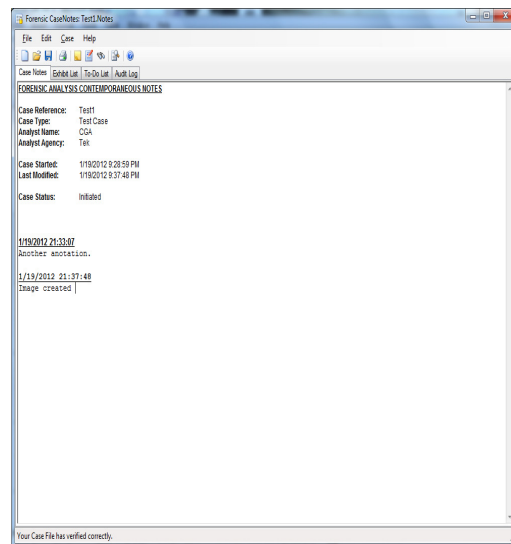 Forensic CaseNotes: Test1.Notes
File Edit Case Help
Case Notes Exhibit List To-Do List Audit Log
FORENSIC ANALYSIS CONTEMPORANEOUS NOTES
Case Reference: Test1
Case Type: Test Case
Analyst Name: CGA
Analyst Agency: Tek
Case Started: 1/19/2012 9:28:59 PM
Last Modified: 1/19/2012 9:37:48 PM
Case Status: Initiated
1/19/2012 21:33:07
Another anotation.
1/19/2012 21:37:48
Image created
Your Case File has verified correctly.